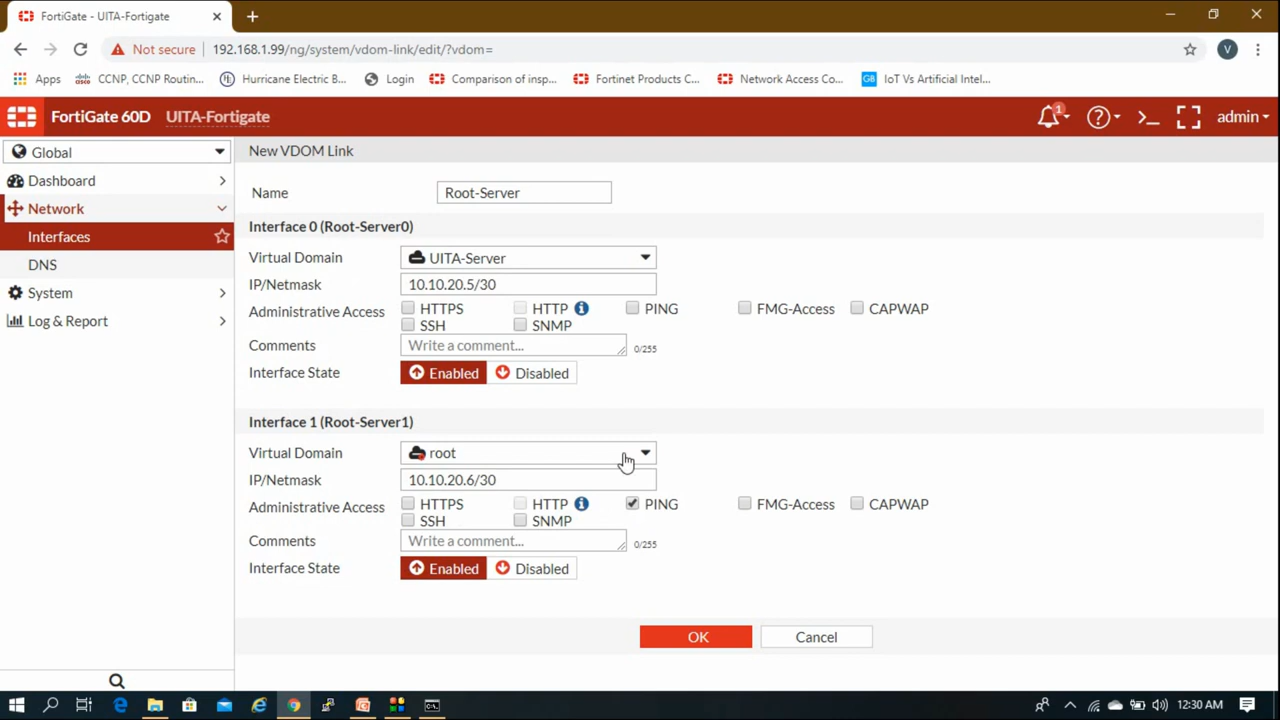 FortiGate - UITA-Fortigate
Not secure 192.168.1.99/ng/system/vdom-link/edit/?vdom=
V
Apps CCNP, CCNP Routin... Hurricane Electric B... Login Comparison of insp... Fortinet Products C... Network Access Co... GB IoT Vs Artificial Intel...
FortiGate 60D UITA-Fortigate 1 admin
Global
Dashboard
Network
Interfaces
DNS
System
Log & Report
New VDOM Link
Name Root-Server
Interface 0 (Root-Server0)
Virtual Domain UITA-Server
IP/Netmask 10.10.20.5/30
Administrative Access HTTPS HTTP PING FMG-Access CAPWAP
SSH SNMP
Comments Write a comment... 0/255
Interface State Enabled Disabled
Interface 1 (Root-Server1)
Virtual Domain root
IP/Netmask 10.10.20.6/30
Administrative Access HTTPS HTTP PING FMG-Access CAPWAP
SSH SNMP
Comments Write a comment... 0/255
Interface State Enabled Disabled
OK Cancel
12:30 AM